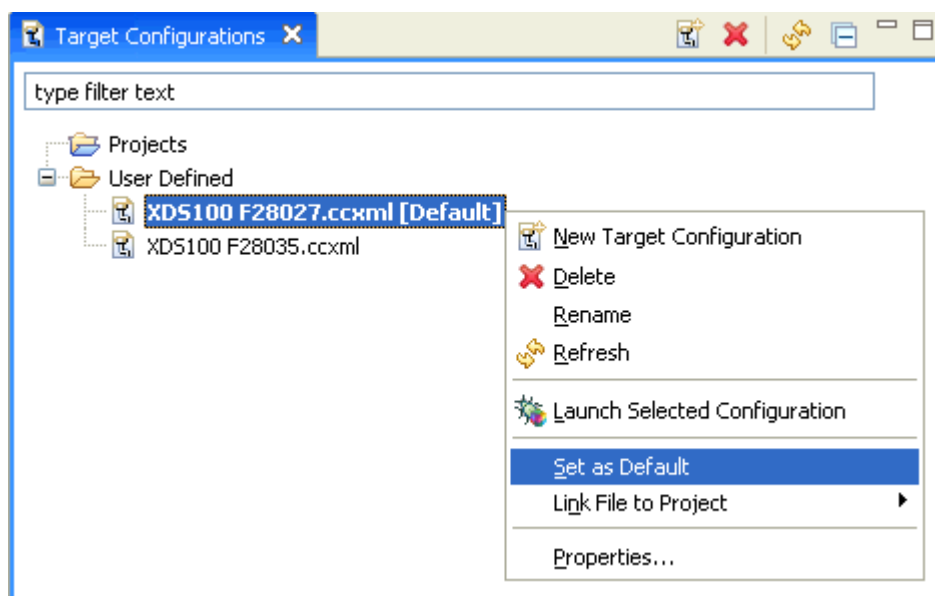 Target Configurations
type filter text
Projects
User Defined
XDS100 F28027.ccxml [Default]
XDS100 F28035.ccxml
New Target Configuration
Delete
Rename
Refresh
Launch Selected Configuration
Set as Default
Link File to Project
Properties...